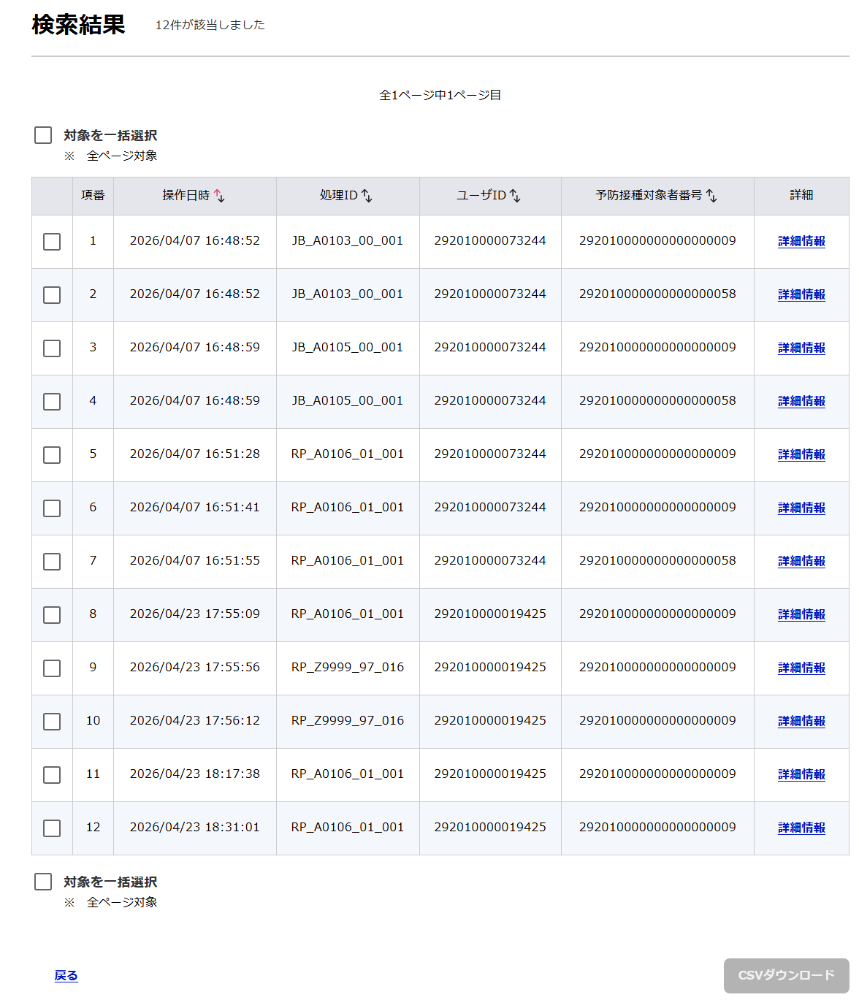 検索結果 12件が該当しました
全1ページ中1ページ目
対象を一括選択
※ 全ページ対象
項番 操作日時 処理ID ユーザID 予防接種対象者番号 詳細
1 2026/04/07 16:48:52 JB_A0103_00_001 292010000073244 292010000000000000009 詳細情報
2 2026/04/07 16:48:52 JB_A0103_00_001 292010000073244 292010000000000000058 詳細情報
3 2026/04/07 16:48:59 JB_A0105_00_001 292010000073244 292010000000000000009 詳細情報
4 2026/04/07 16:48:59 JB_A0105_00_001 292010000073244 292010000000000000058 詳細情報
5 2026/04/07 16:51:28 RP_A0106_01_001 292010000073244 292010000000000000009 詳細情報
6 2026/04/07 16:51:41 RP_A0106_01_001 292010000073244 292010000000000000009 詳細情報
7 2026/04/07 16:51:55 RP_A0106_01_001 292010000073244 292010000000000000058 詳細情報
8 2026/04/23 17:55:09 RP_A0106_01_001 292010000019425 292010000000000000009 詳細情報
9 2026/04/23 17:55:56 RP_Z9999_97_016 292010000019425 292010000000000000009 詳細情報
10 2026/04/23 17:56:12 RP_Z9999_97_016 292010000019425 292010000000000000009 詳細情報
11 2026/04/23 18:17:38 RP_A0106_01_001 292010000019425 292010000000000000009 詳細情報
12 2026/04/23 18:31:01 RP_A0106_01_001 292010000019425 292010000000000000009 詳細情報
対象を一括選択
※ 全ページ対象
戻る CSVダウンロード